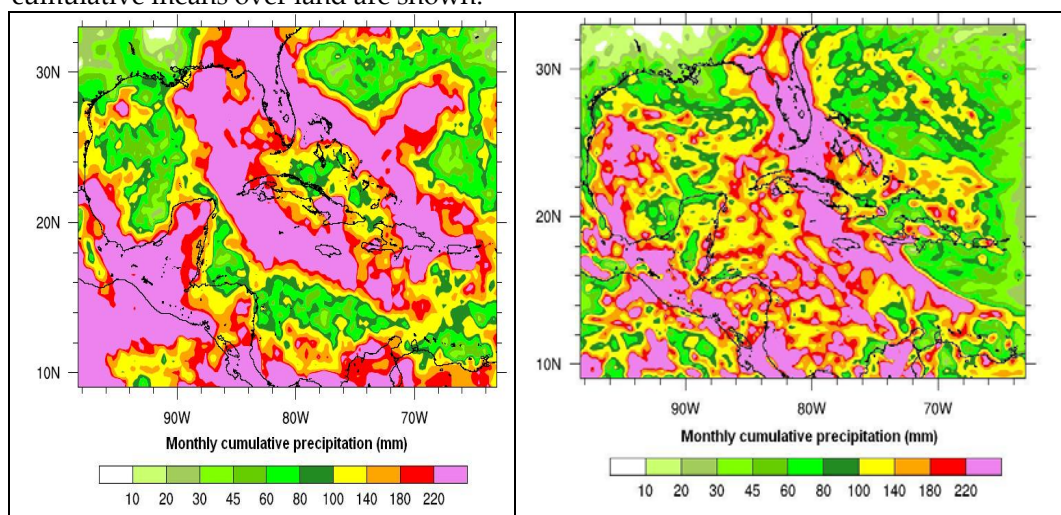 cumulative means over land are shown.
30N
20N
10N
90W 80W 70W
Monthly cumulative precipitation (mm)
10 20 30 45 60 80 100 140 180 220
30N
20N
10N
90W 80W 70W
Monthly cumulative precipitation (mm)
10 20 30 45 60 80 100 140 180 220